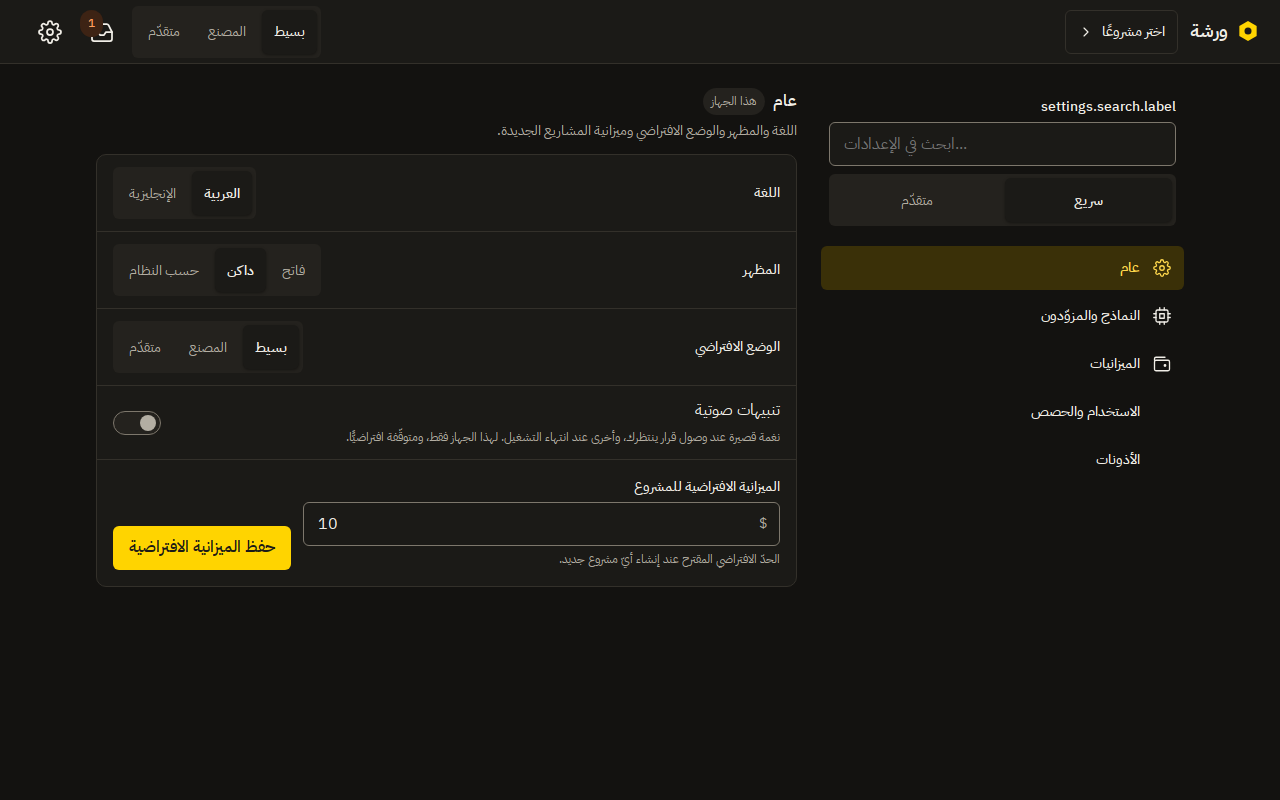 ورشة
اختر مشروعًا
بسيط
المصنع
متقدّم
1
settings.search.label
ابحث في الإعدادات...
سريع
متقدّم
عام
النماذج والمزوّدون
الميزانيات
الاستخدام والحصص
الأذونات
عام
هذا الجهاز
اللغة والمظهر والوضع الافتراضي وميزانية المشاريع الجديدة.
اللغة
العربية
الإنجليزية
المظهر
فاتح
داكن
حسب النظام
الوضع الافتراضي
بسيط
المصنع
متقدّم
تنبيهات صوتية
نغمة قصيرة عند وصول قرار ينتظرك، وأخرى عند انتهاء التشغيل. لهذا الجهاز فقط، ومتوقّفة افتراضيًّا.
الميزانية الافتراضية للمشروع
$
10
حفظ الميزانية الافتراضية
الحدّ الافتراضي المقترح عند إنشاء أيّ مشروع جديد.